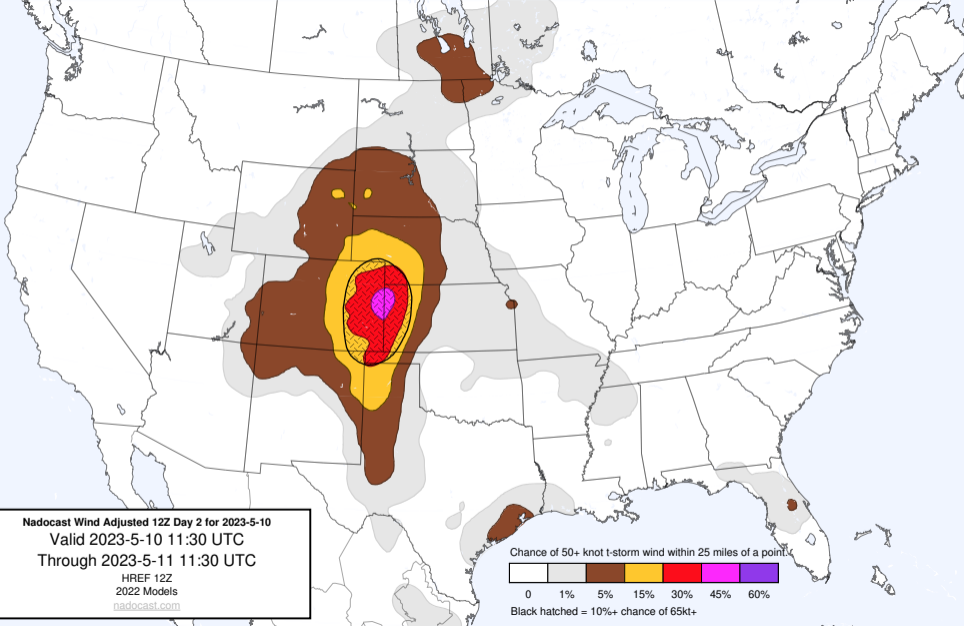 Nadocast Wind Adjusted 12Z Day 2 for 2023-5-10
Valid 2023-5-10 11:30 UTC
Through 2023-5-11 11:30 UTC
HREF 12Z
2022 Models
nadocast.com
Chance of 50+ knot t-storm wind within 25 miles of a point.
0 1% 5% 15% 30% 45% 60%
Black hatched = 10%+ chance of 65kt+